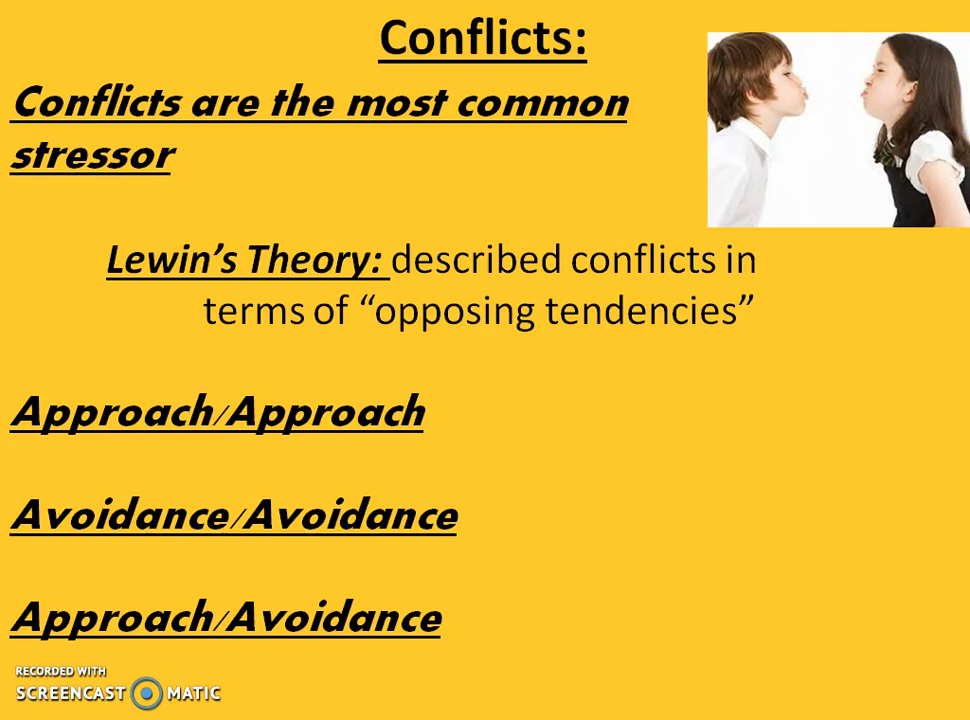 Conflicts:
Conflicts are the most common
stressor
Lewin’s Theory: described conflicts in
terms of “opposing tendencies”
Approach/Approach
Avoidance/Avoidance
Approach/Avoidance
RECORDED WITH
SCREENCAST MATIC